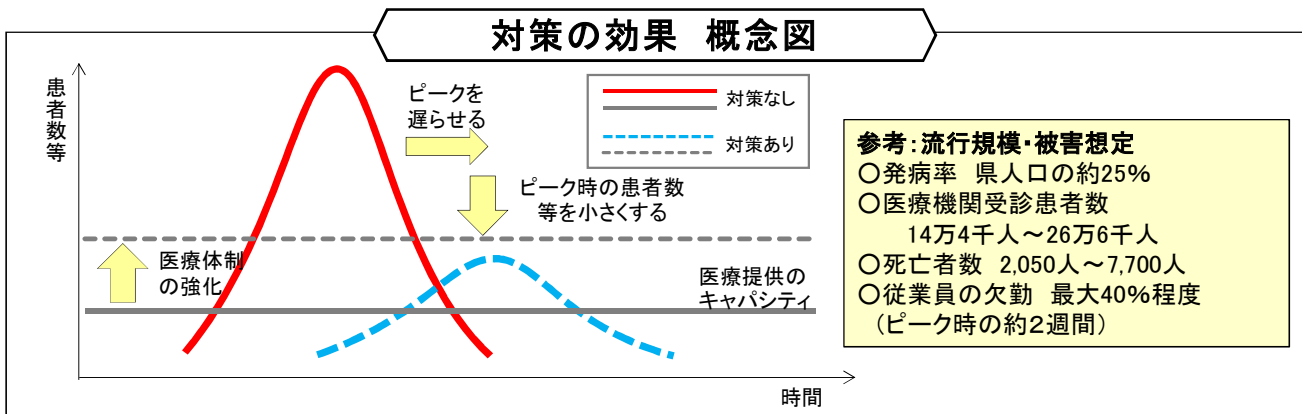 対策の効果 概念図
患者数等
ピークを
遅らせる
対策なし
対策あり
ピーク時の患者数
等を小さくする
医療体制
の強化
医療提供の
キャパシティ
時間
参考:流行規模・被害想定
○発病率 県人口の約25%
○医療機関受診患者数
14万4千人~26万6千人
○死亡者数 2,050人~7,700人
○従業員の欠勤 最大40%程度
(ピーク時の約2週間)